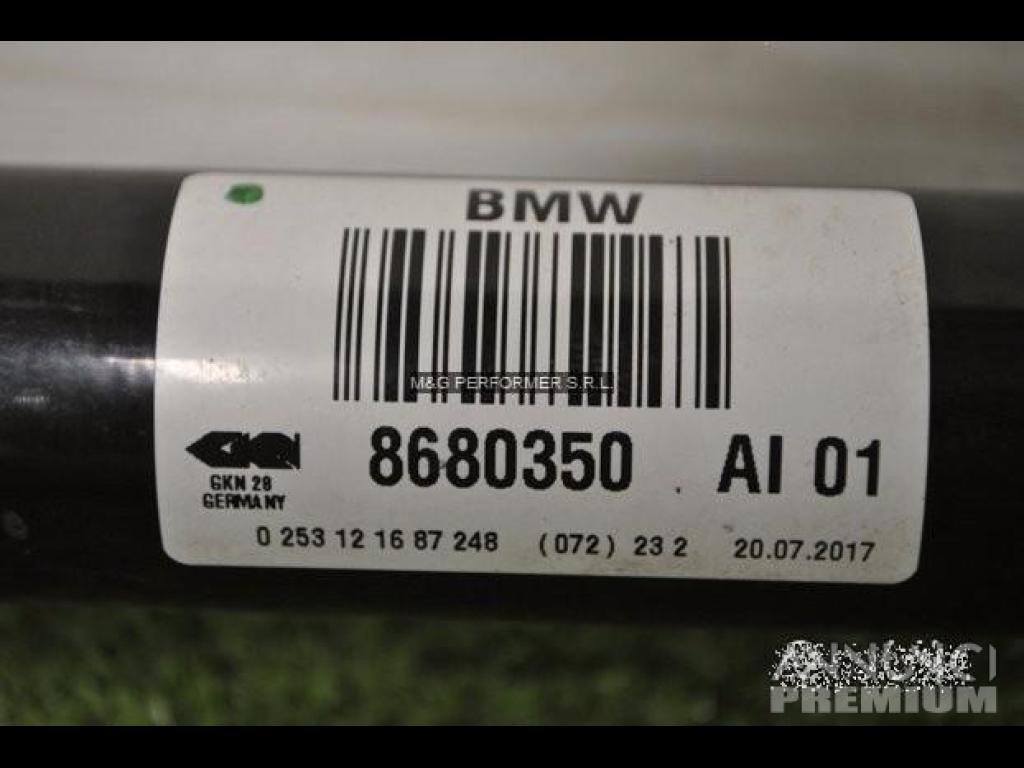 BMW
M&G PERFORMER S.R.L.
8680350 AI 01
GKN 28
GERMANY
0 253 12 16 87 248 (072) 23 2 20.07.2017
ANNUNCI
PREMIUM